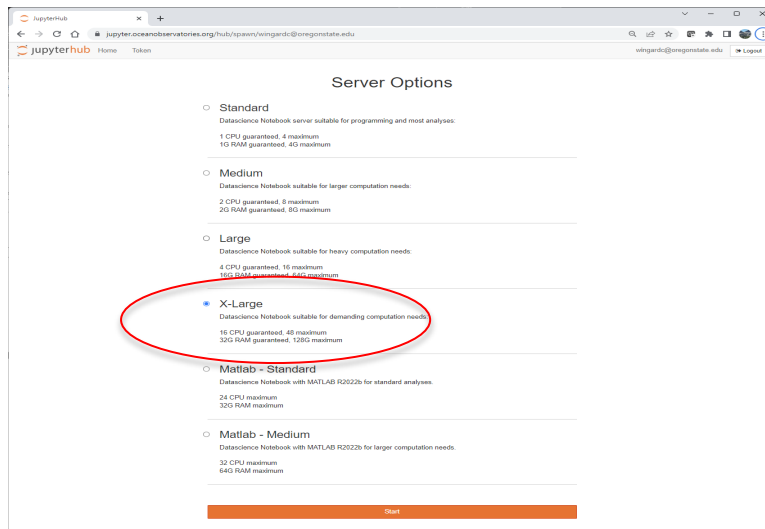 JupyterHub
jupyter.oceanobservatories.org/hub/spawn/wingardc@oregonstate.edu
jupyterhub Home Token wingardc@oregonstate.edu Logout
Server Options
Standard
Datascience Notebook server suitable for programming and most analyses:
1 CPU guaranteed, 4 maximum
1G RAM guaranteed, 4G maximum
Medium
Datascience Notebook suitable for larger computation needs:
2 CPU guaranteed, 8 maximum
2G RAM guaranteed, 8G maximum
Large
Datascience Notebook suitable for heavy computation needs:
4 CPU guaranteed, 16 maximum
16G RAM guaranteed, 64G maximum
X-Large
Datascience Notebook suitable for demanding computation needs:
16 CPU guaranteed, 48 maximum
32G RAM guaranteed, 128G maximum
Matlab - Standard
Datascience Notebook with MATLAB R2022b for standard analyses.
24 CPU maximum
32G RAM maximum
Matlab - Medium
Datascience Notebook with MATLAB R2022b for larger computation needs.
32 CPU maximum
64G RAM maximum
Start